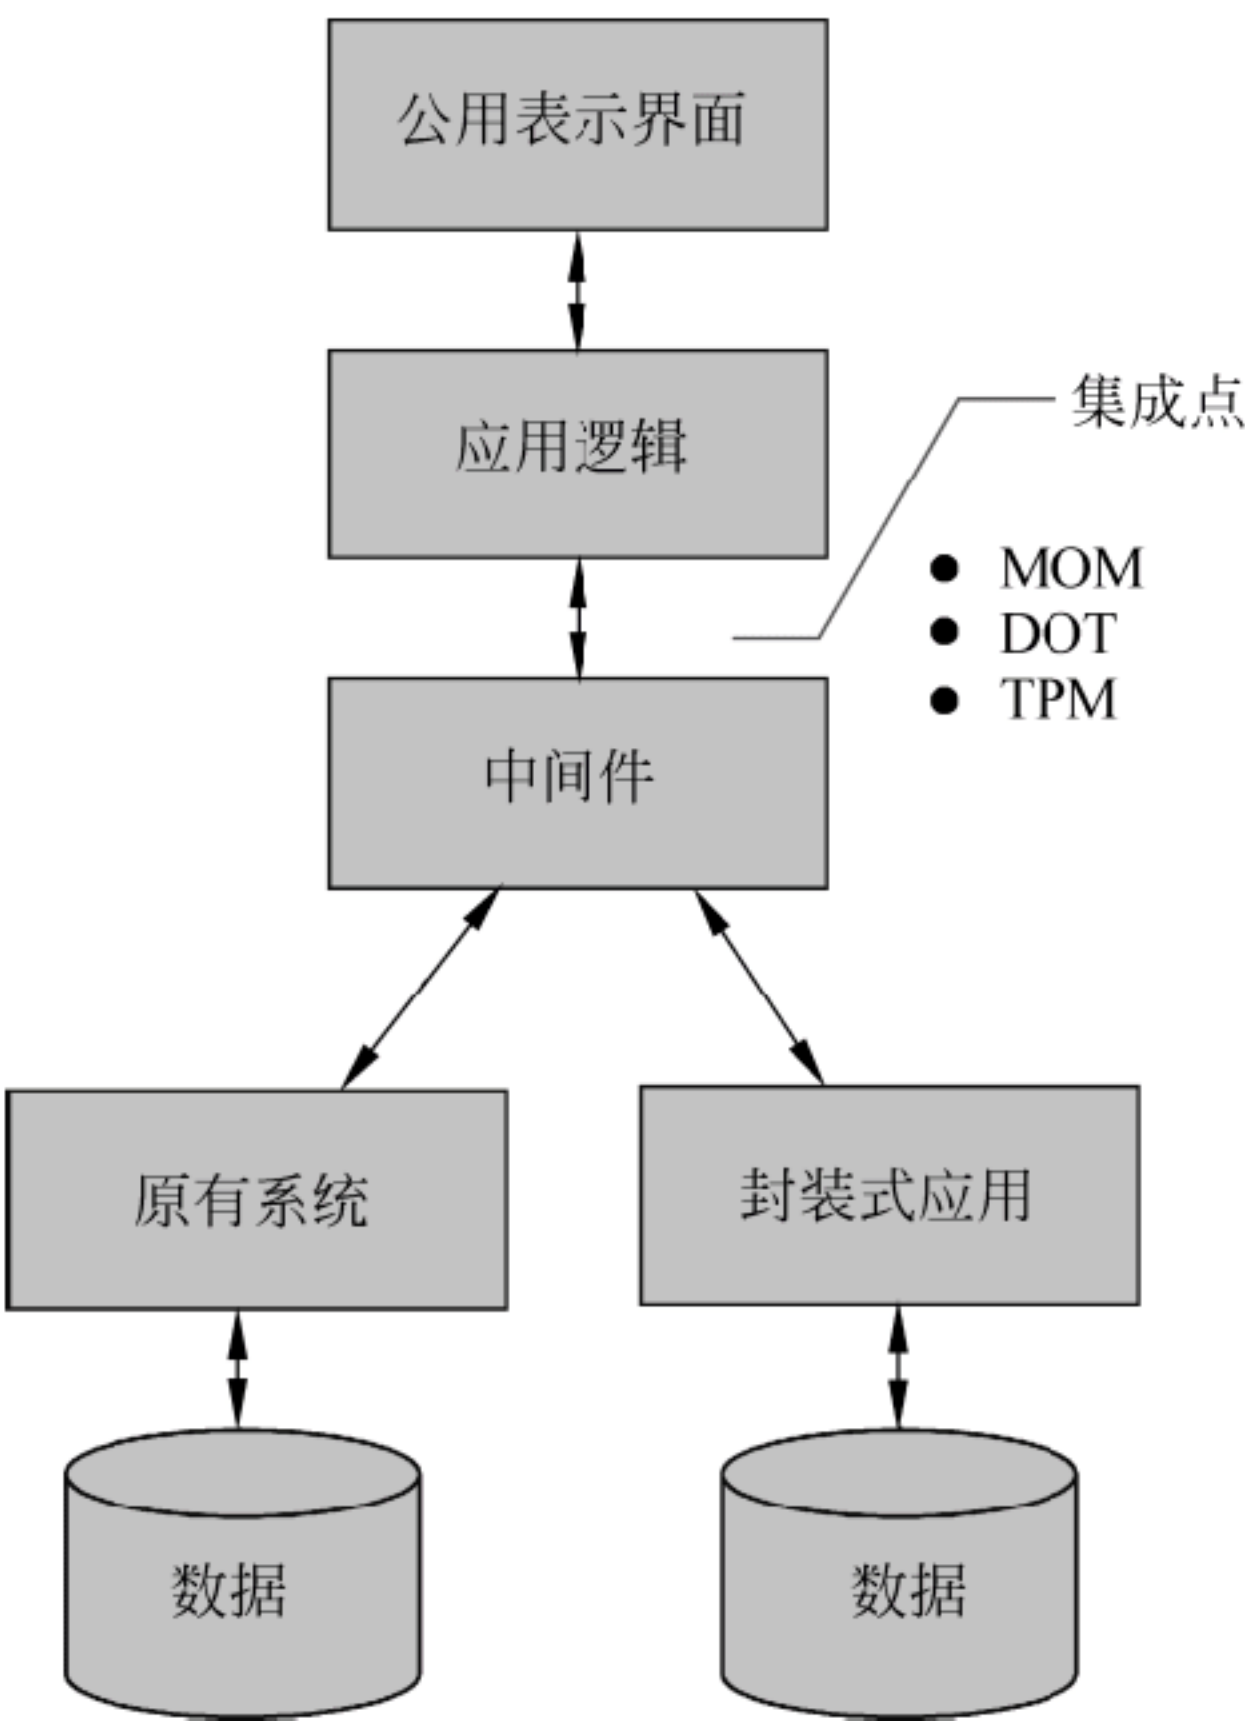 公用表示界面
应用逻辑
集成点
● MOM
● DOT
● TPM
中间件
原有系统
封装式应用
数据
数据